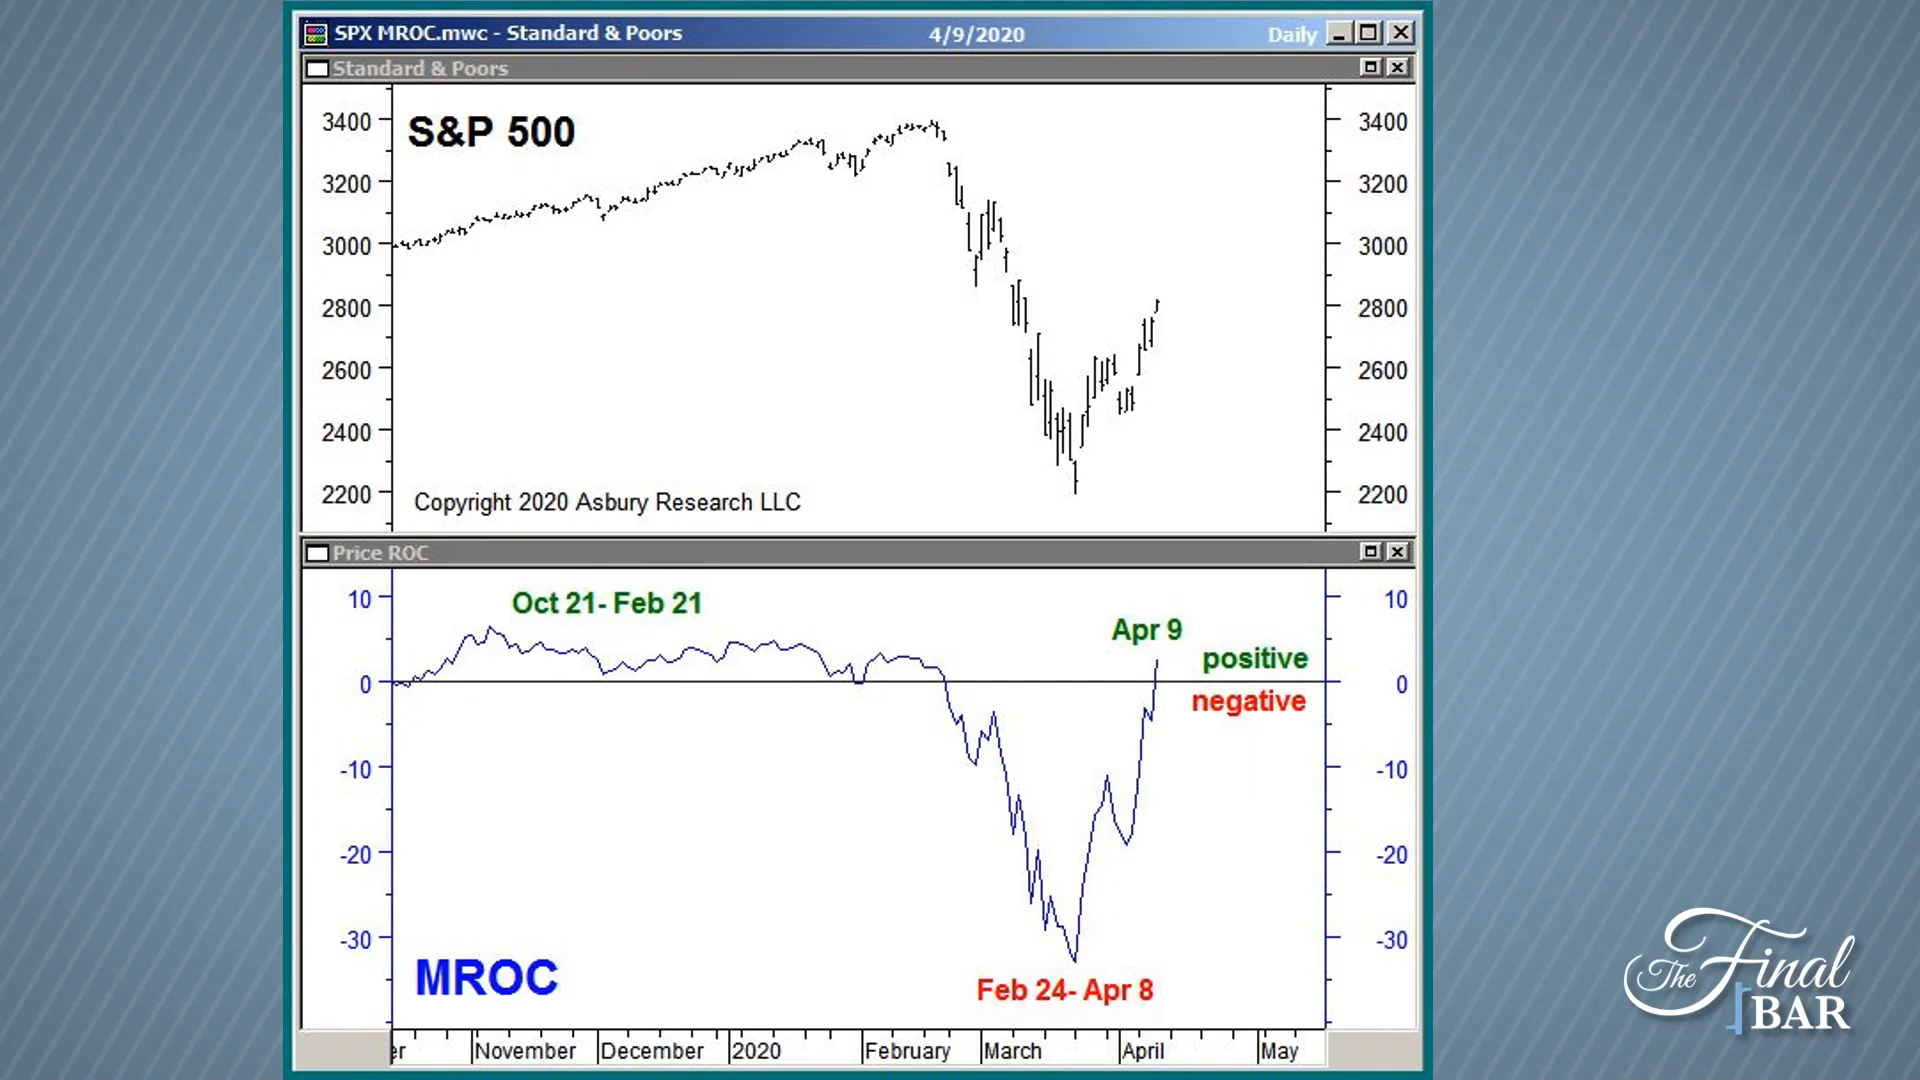 SPX MROC.mwc - Standard & Poors 4/9/2020 Daily
Standard & Poors
S&P 500
3400 3400
3200 3200
3000 3000
2800 2800
2600 2600
2400 2400
2200 2200
Copyright 2020 Asbury Research LLC
Price ROC
10 10
Oct 21- Feb 21
Apr 9
positive
0 0
negative
-10 -10
-20 -20
-30 -30
MROC
Feb 24- Apr 8
er November December 2020 February March April May
The Final
BAR